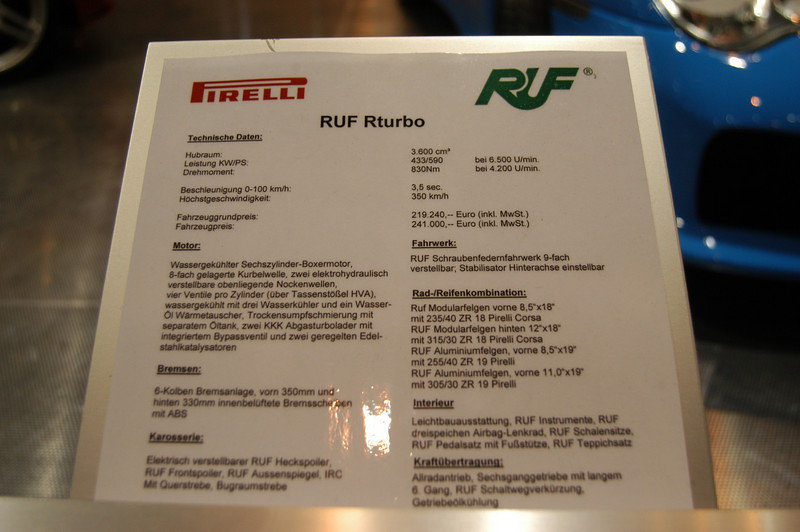 PIRELLI
RUF®
RUF Rturbo
Technische Daten:
Hubraum: 3.600 cm³
Leistung KW/PS: 433/590 bei 6.500 U/min.
Drehmoment: 830Nm bei 4.200 U/min.
Beschleunigung 0-100 km/h: 3,5 sec.
Höchstgeschwindigkeit: 350 km/h
Fahrzeuggrundpreis: 219.240,-- Euro (inkl. MwSt.)
Fahrzeugpreis: 241.000,-- Euro (inkl. MwSt.)
Motor:
Wassergekühlter Sechszylinder-Boxermotor,
8-fach gelagerte Kurbelwelle, zwei elektrohydraulisch
verstellbare obenliegende Nockenwellen,
vier Ventile pro Zylinder (über Tassenstößel HVA),
wassergekühlt mit drei Wasserkühler und ein Wasser-
Öl Wärmetauscher, Trockensumpfschmierung mit
separatem Öltank, zwei KKK Abgasturbolader mit
integriertem Bypassventil und zwei geregelten Edel-
stahlkatalysatoren
Bremsen:
6-Kolben Bremsanlage, vorn 350mm und
hinten 330mm innenbelüftete Bremsscheiben
mit ABS
Karosserie:
Elektrisch verstellbarer RUF Heckspoiler,
RUF Frontspoiler, RUF Aussenspiegel, IRC
Mit Querstrebe, Bugraumstrebe
Fahrwerk:
RUF Schraubenfedernfahrwerk 9-fach
verstellbar; Stabilisator Hinterachse einstellbar
Rad-/Reifenkombination:
Ruf Modularfelgen vorne 8,5"x18"
mit 235/40 ZR 18 Pirelli Corsa
RUF Modularfelgen hinten 12"x18"
mit 315/30 ZR 18 Pirelli Corsa
RUF Aluminiumfelgen, vorne 8,5"x19"
mit 255/40 ZR 19 Pirelli
RUF Aluminiumfelgen, vorne 11,0"x19"
mit 305/30 ZR 19 Pirelli
Interieur
Leichtbauausstattung, RUF Instrumente, RUF
dreispeichen Airbag-Lenkrad, RUF Schalensitze,
RUF Pedalsatz mit Fußstütze, RUF Teppichsatz
Kraftübertragung:
Allradantrieb, Sechsganggetriebe mit langem
6. Gang, RUF Schaltwegverkürzung,
Getriebeölkühlung